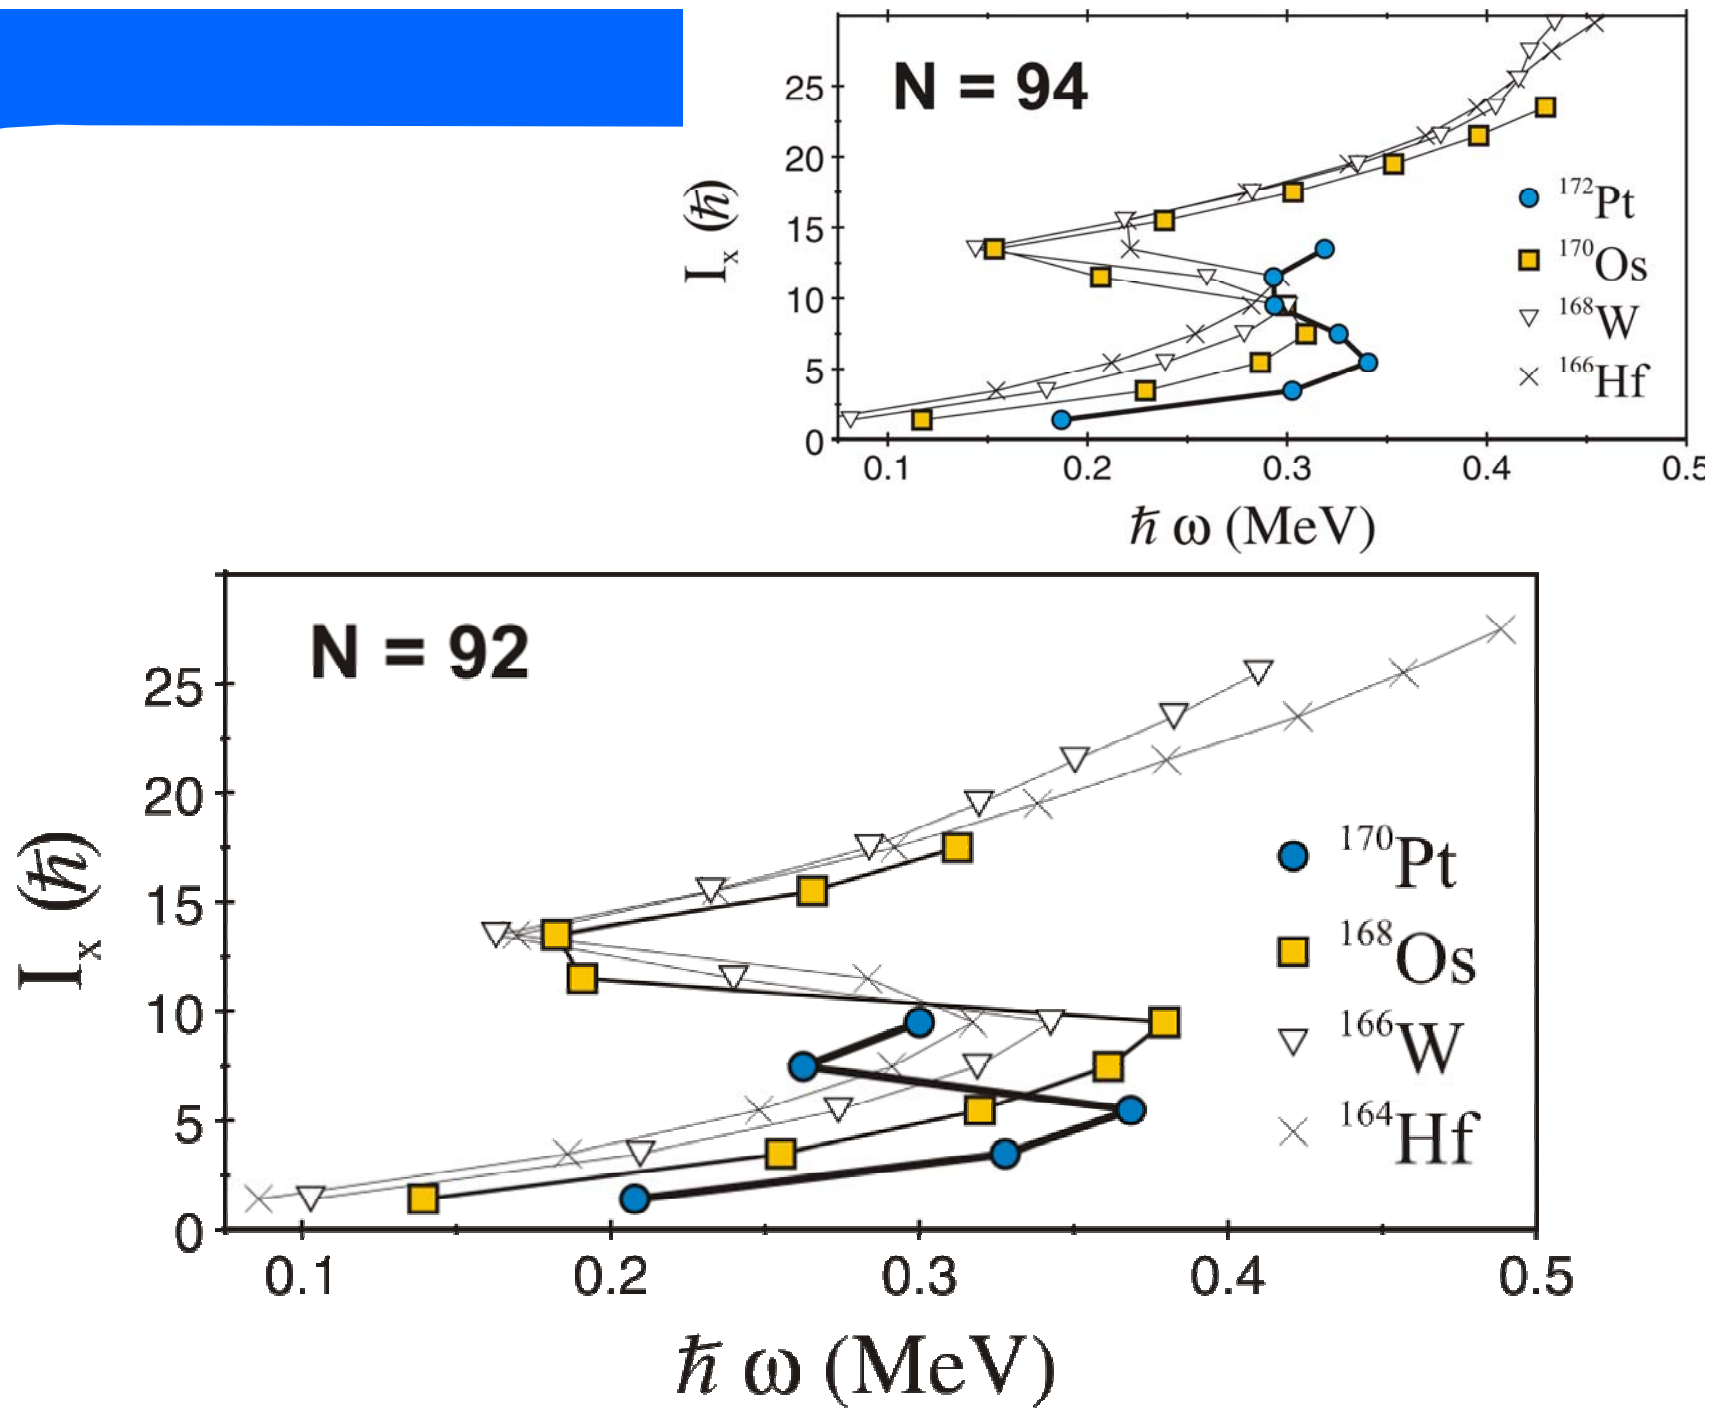 N = 94
25
20
15
10
5
0
I_x (ħ)
¹⁷²Pt
¹⁷⁰Os
¹⁶⁸W
¹⁶⁶Hf
0.1 0.2 0.3 0.4 0.5
ħ ω (MeV)
N = 92
25
20
15
10
5
0
I_x (ħ)
¹⁷⁰Pt
¹⁶⁸Os
¹⁶⁶W
¹⁶⁴Hf
0.1 0.2 0.3 0.4 0.5
ħ ω (MeV)